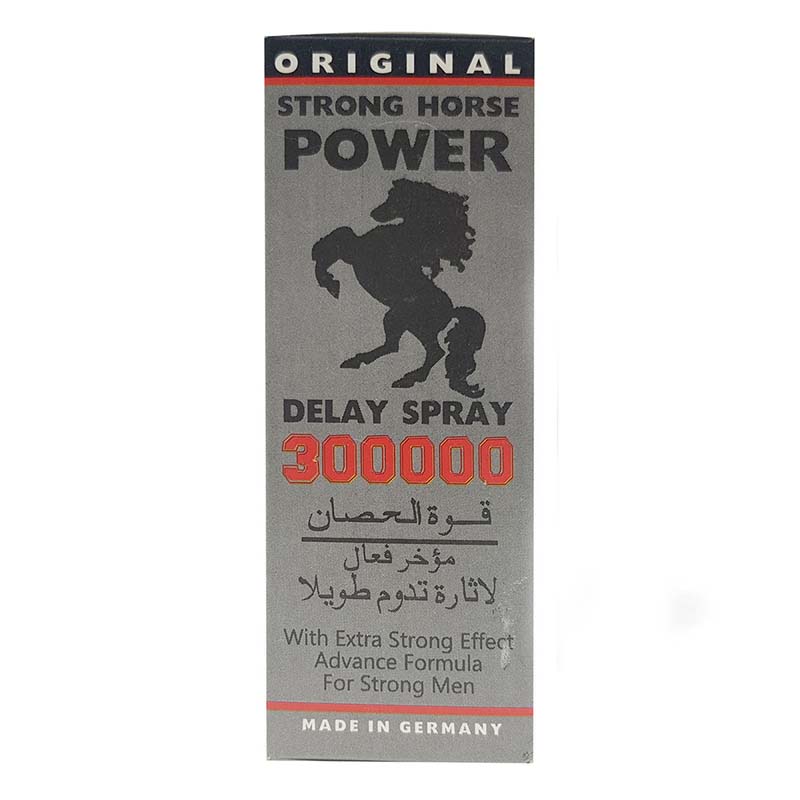 ORIGINAL
STRONG HORSE
POWER
DELAY SPRAY
300000
قوة الحصان
مؤخر فعال
لاثارة تدوم طويلا
With Extra Strong Effect
Advance Formula
For Strong Men
MADE IN GERMANY